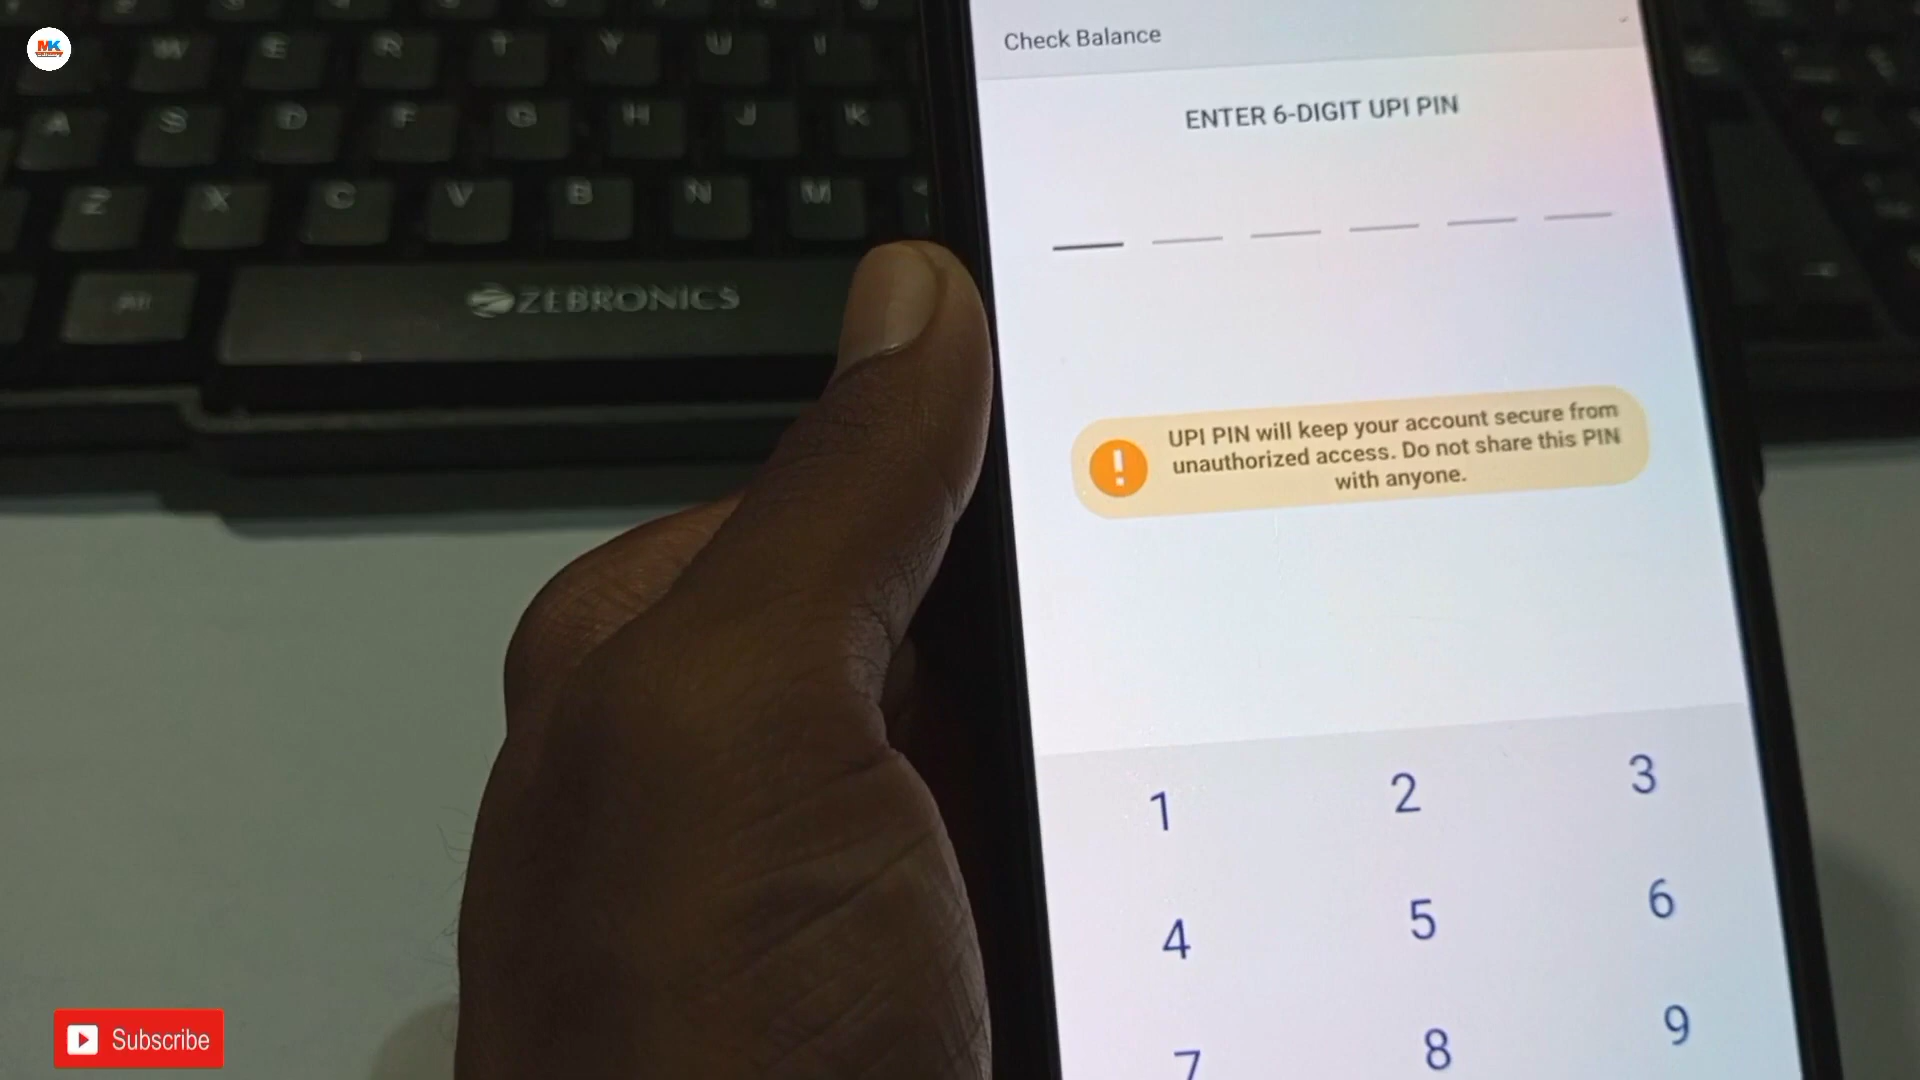 MK
W E R T Y U I
A S D F G H J K
Z X C V B N M <
Alt
ZEBRONICS
Check Balance
ENTER 6-DIGIT UPI PIN
UPI PIN will keep your account secure from
unauthorized access. Do not share this PIN
with anyone.
1 2 3
4 5 6
7 8 9
Subscribe